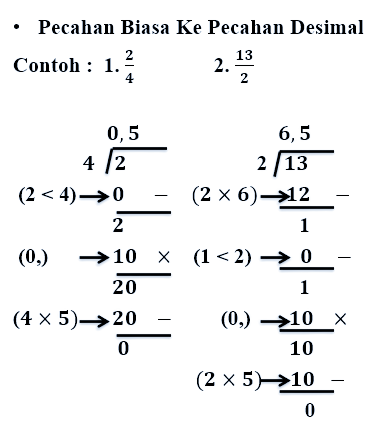 • Pecahan Biasa Ke Pecahan Desimal
Contoh : 1. 2/4 2. 13/2
0,5
4 2
(2 < 4) → 0 −
2
(0,) → 10 ×
20
(4 × 5) → 20 −
0
6,5
2 13
(2 × 6) → 12 −
1
(1 < 2) → 0 −
1
(0,) → 10 ×
10
(2 × 5) → 10 −
0